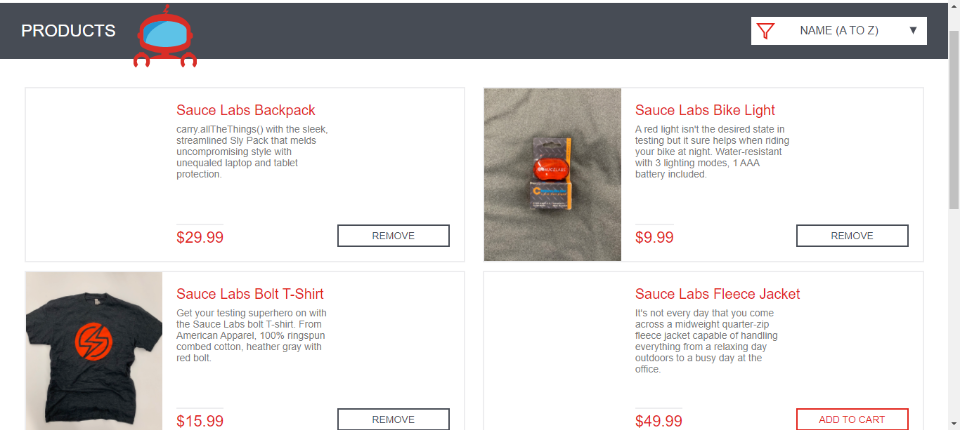 PRODUCTS
NAME (A TO Z)
Sauce Labs Backpack
carry.allTheThings() with the sleek,
streamlined Sly Pack that melds
uncompromising style with
unequaled laptop and tablet
protection.
$29.99
REMOVE
Sauce Labs Bike Light
A red light isn't the desired state in
testing but it sure helps when riding
your bike at night. Water-resistant
with 3 lighting modes, 1 AAA
battery included.
$9.99
REMOVE
Sauce Labs Bolt T-Shirt
Get your testing superhero on with
the Sauce Labs bolt T-shirt. From
American Apparel, 100% ringspun
combed cotton, heather gray with
red bolt.
$15.99
REMOVE
Sauce Labs Fleece Jacket
It's not every day that you come
across a midweight quarter-zip
fleece jacket capable of handling
everything from a relaxing day
outdoors to a busy day at the
office.
$49.99
ADD TO CART